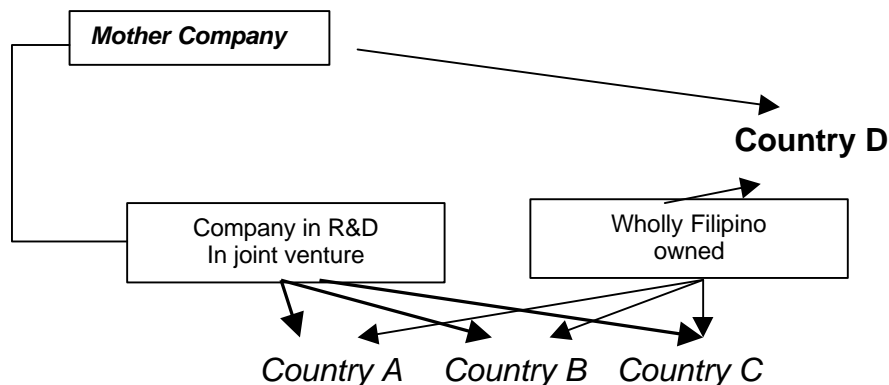 Mother Company
Country D
Company in R&D
In joint venture
Wholly Filipino
owned
Country A Country B Country C